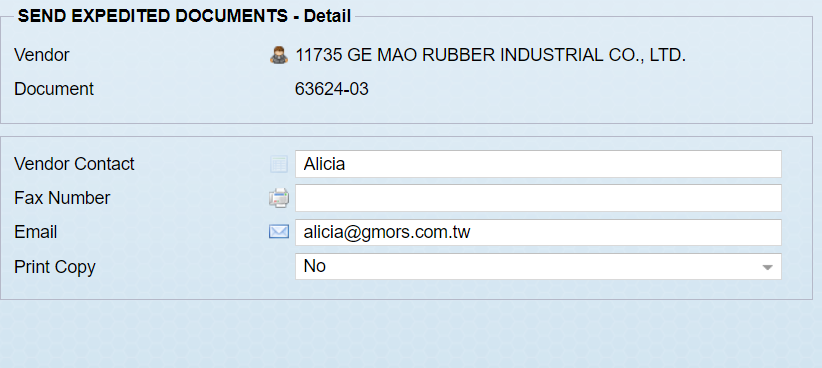 SEND EXPEDITED DOCUMENTS - Detail
Vendor 11735 GE MAO RUBBER INDUSTRIAL CO., LTD.
Document 63624-03
Vendor Contact Alicia
Fax Number
Email alicia@gmors.com.tw
Print Copy No